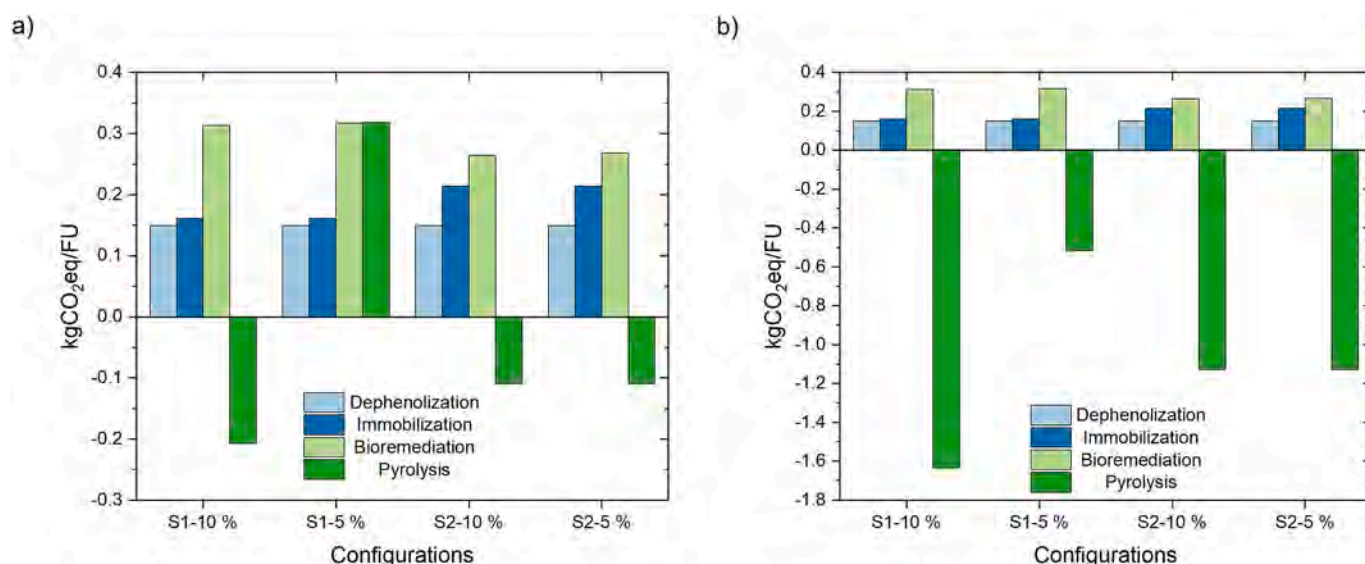 a)
0.4
0.3
0.2
0.1
0.0
-0.1
-0.2
-0.3
kgCO2eq/FU
Dephenolization
Immobilization
Bioremediation
Pyrolysis
S1-10 % S1-5 % S2-10 % S2-5 %
Configurations
b)
0.4
0.2
0.0
-0.2
-0.4
-0.6
-0.8
-1.0
-1.2
-1.4
-1.6
-1.8
kgCO2eq/FU
Dephenolization
Immobilization
Bioremediation
Pyrolysis
S1-10 % S1-5 % S2-10 % S2-5 %
Configurations